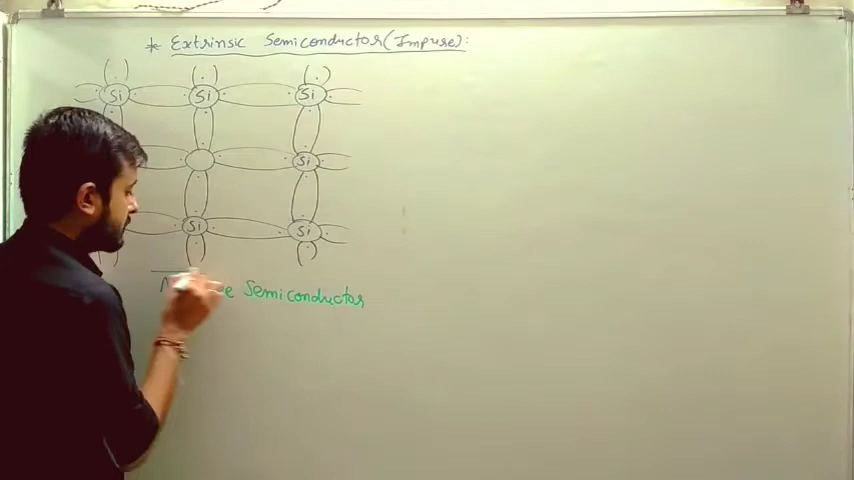 * Extrinsic Semiconductor (Impure):
Si Si Si
Si
Si Si
Semiconductor